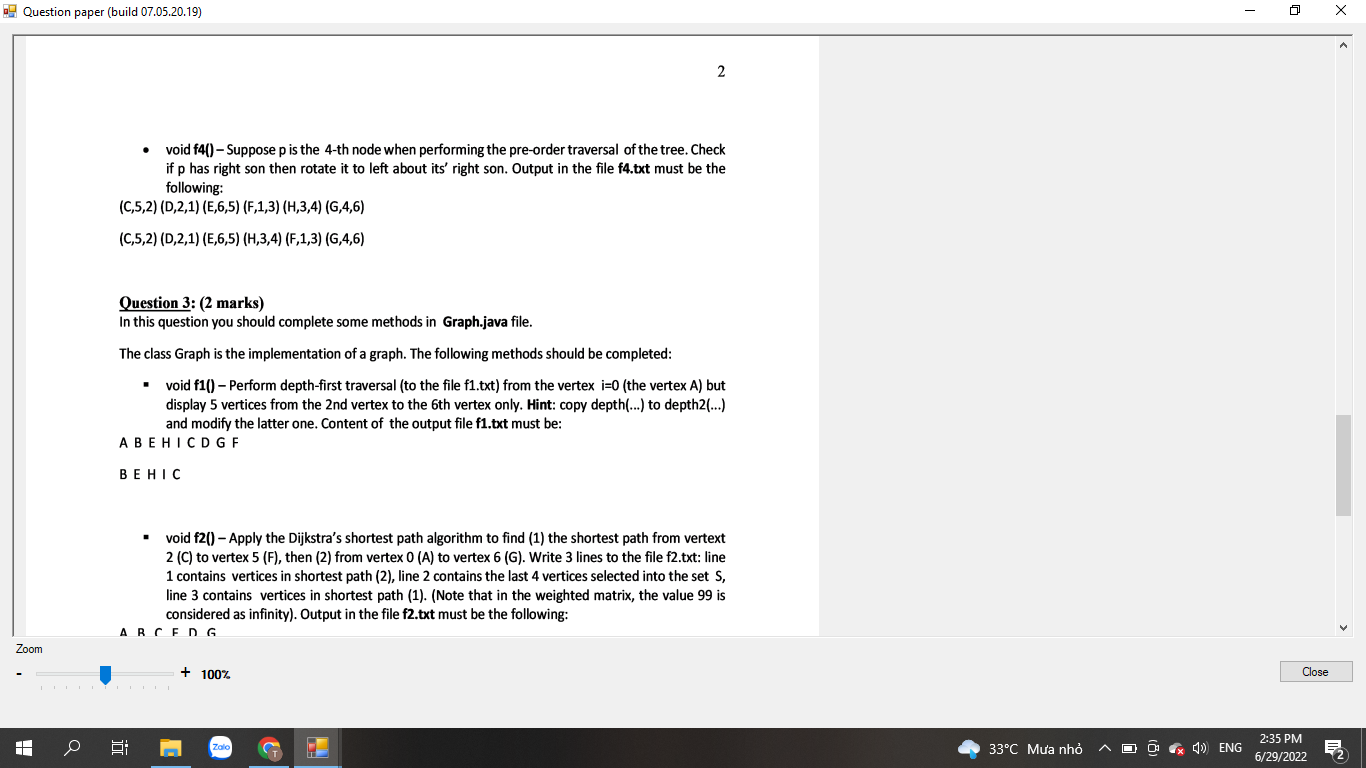 Question paper (build 07.05.20.19)
2
• void f4() – Suppose p is the 4-th node when performing the pre-order traversal of the tree. Check
if p has right son then rotate it to left about its' right son. Output in the file f4.txt must be the
following:
(C,5,2) (D,2,1) (E,6,5) (F,1,3) (H,3,4) (G,4,6)
(C,5,2) (D,2,1) (E,6,5) (H,3,4) (F,1,3) (G,4,6)
Question 3: (2 marks)
In this question you should complete some methods in Graph.java file.
The class Graph is the implementation of a graph. The following methods should be completed:
▪ void f1() – Perform depth-first traversal (to the file f1.txt) from the vertex i=0 (the vertex A) but
display 5 vertices from the 2nd vertex to the 6th vertex only. Hint: copy depth(...) to depth2(...)
and modify the latter one. Content of the output file f1.txt must be:
A B E H I C D G F
B E H I C
▪ void f2() – Apply the Dijkstra's shortest path algorithm to find (1) the shortest path from vertext
2 (C) to vertex 5 (F), then (2) from vertex 0 (A) to vertex 6 (G). Write 3 lines to the file f2.txt: line
1 contains vertices in shortest path (2), line 2 contains the last 4 vertices selected into the set S,
line 3 contains vertices in shortest path (1). (Note that in the weighted matrix, the value 99 is
considered as infinity). Output in the file f2.txt must be the following:
A B C D G
Zoom
- + 100%
Close
Zalo
T
33°C Mưa nhỏ
ENG
2:35 PM
6/29/2022
2